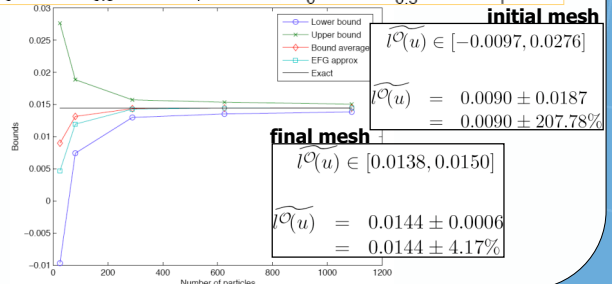 0.03
0.025
0.02
0.015
0.01
0.005
0
−0.005
−0.01
Bounds
0 200 400 600 800 1000 1200
Number of particles
Lower bound
Upper bound
Bound average
EFG approx
Exact
initial mesh
l^O(u) ∈ [−0.0097, 0.0276]
l^O(u) = 0.0090 ± 0.0187
= 0.0090 ± 207.78%
final mesh
l^O(u) ∈ [0.0138, 0.0150]
l^O(u) = 0.0144 ± 0.0006
= 0.0144 ± 4.17%